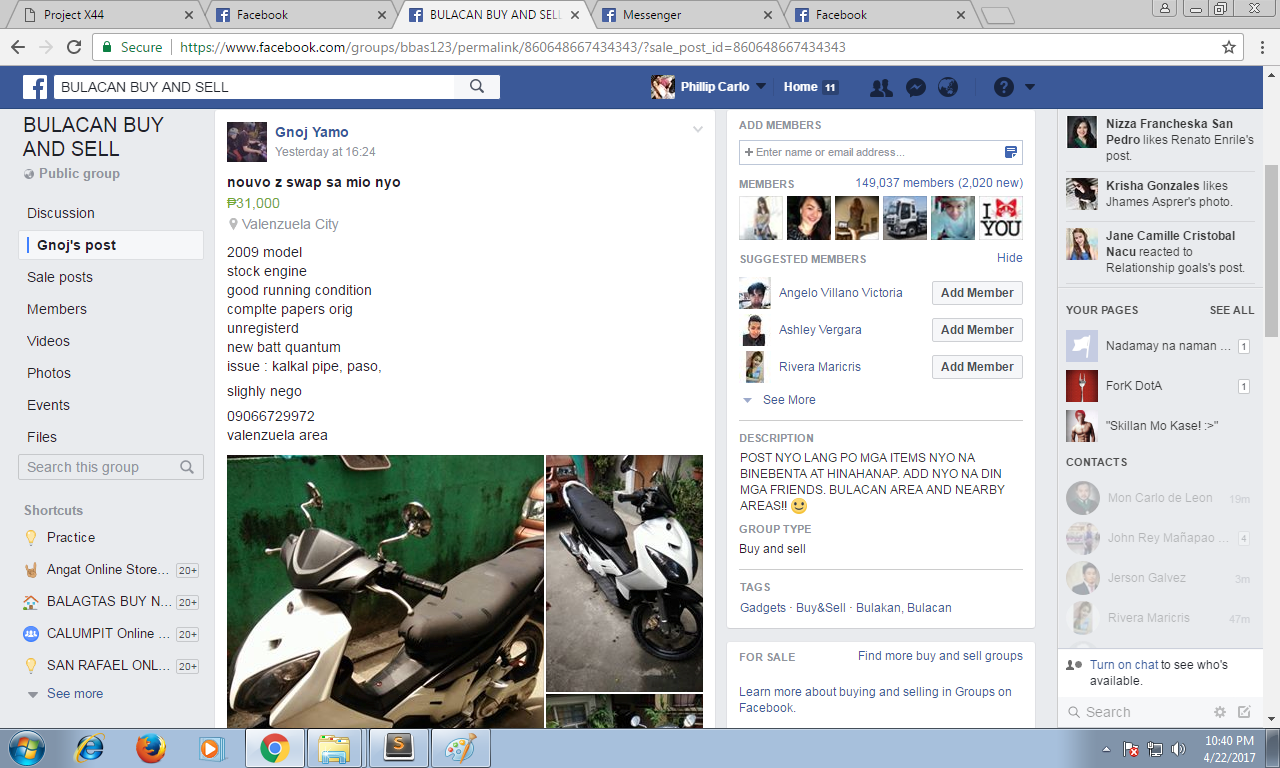 Project X44
Facebook
BULACAN BUY AND SELL
Messenger
Facebook
Secure
https://www.facebook.com/groups/bbas123/permalink/860648667434343/?sale_post_id=860648667434343
BULACAN BUY AND SELL
Phillip Carlo
Home 11
BULACAN BUY
AND SELL
Public group
Discussion
Gnoj's post
Sale posts
Members
Videos
Photos
Events
Files
Search this group
Shortcuts
Practice
Angat Online Store... 20+
BALAGTAS BUY N... 20+
CALUMPIT Online ... 20+
SAN RAFAEL ONL... 20+
See more
Gnoj Yamo
Yesterday at 16:24
nouvo z swap sa mio nyo
₱31,000
Valenzuela City
2009 model
stock engine
good running condition
complte papers orig
unregisterd
new batt quantum
issue : kalkal pipe, paso,
slighly nego
09066729972
valenzuela area
ADD MEMBERS
+ Enter name or email address...
MEMBERS
149,037 members (2,020 new)
I
YOU
SUGGESTED MEMBERS
Hide
Angelo Villano Victoria
Add Member
Ashley Vergara
Add Member
Rivera Maricris
Add Member
See More
DESCRIPTION
POST NYO LANG PO MGA ITEMS NYO NA
BINEBENTA AT HINAHANAP. ADD NYO NA DIN
MGA FRIENDS. BULACAN AREA AND NEARBY
AREAS!!
GROUP TYPE
Buy and sell
TAGS
Gadgets · Buy&Sell · Bulakan, Bulacan
FOR SALE
Find more buy and sell groups
Learn more about buying and selling in Groups on
Facebook.
Nizza Francheska San
Pedro likes Renato Enrile's
post.
Krisha Gonzales likes
Jhames Asprer's photo.
Jane Camille Cristobal
Nacu reacted to
Relationship goals's post.
YOUR PAGES
SEE ALL
Nadamay na naman ... 1
ForK DotA 1
"Skillan Mo Kase! :>"
CONTACTS
Mon Carlo de Leon 19m
John Rey Mañapao ... 4
Jerson Galvez 3m
Rivera Maricris 47m
Turn on chat to see who's
available.
Search
10:40 PM
4/22/2017